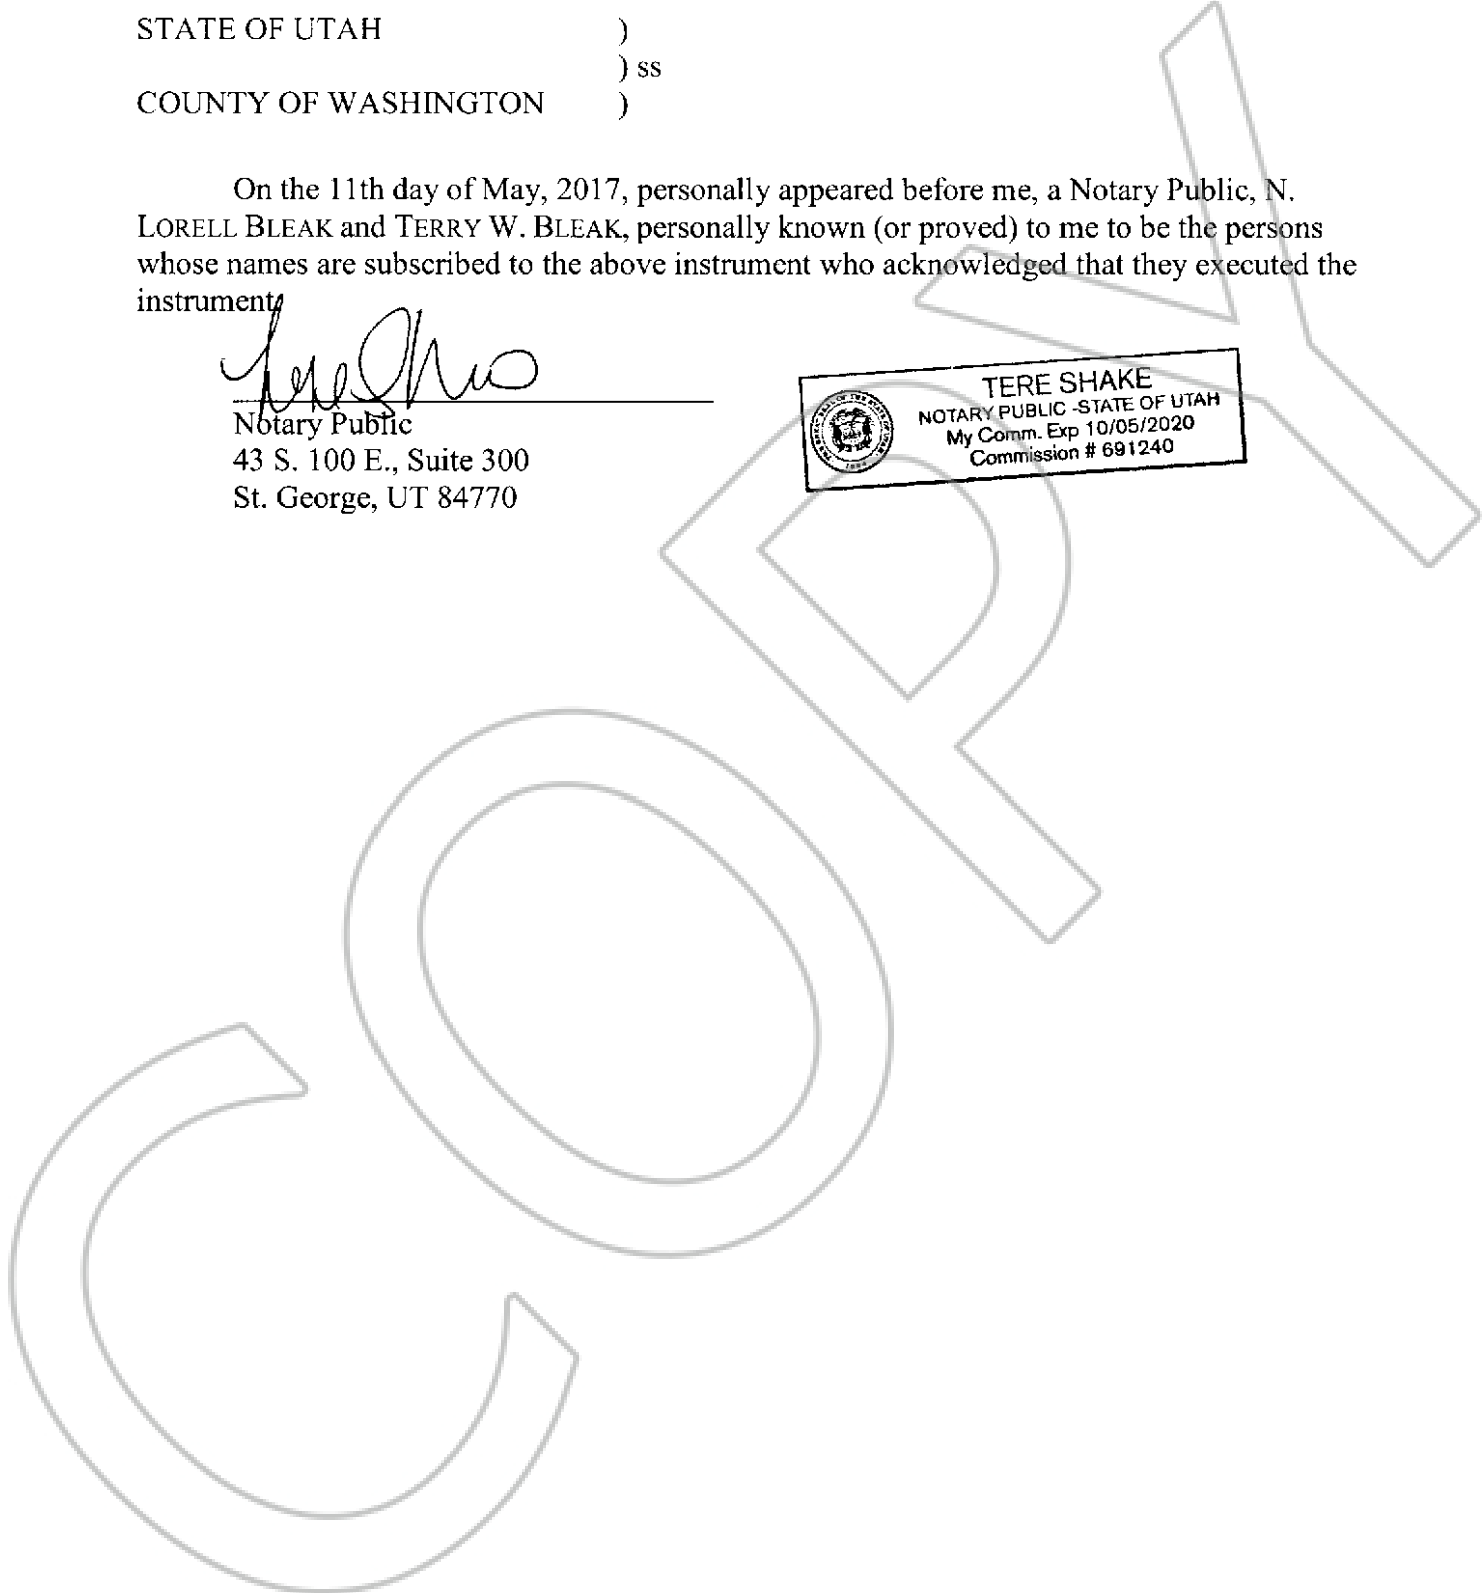 STATE OF UTAH )
) ss
COUNTY OF WASHINGTON )
On the 11th day of May, 2017, personally appeared before me, a Notary Public, N.
LORELL BLEAK and TERRY W. BLEAK, personally known (or proved) to me to be the persons
whose names are subscribed to the above instrument who acknowledged that they executed the
instrument.
Notary Public
43 S. 100 E., Suite 300
St. George, UT 84770
TERE SHAKE
NOTARY PUBLIC -STATE OF UTAH
My Comm. Exp 10/05/2020
Commission # 691240
COPY